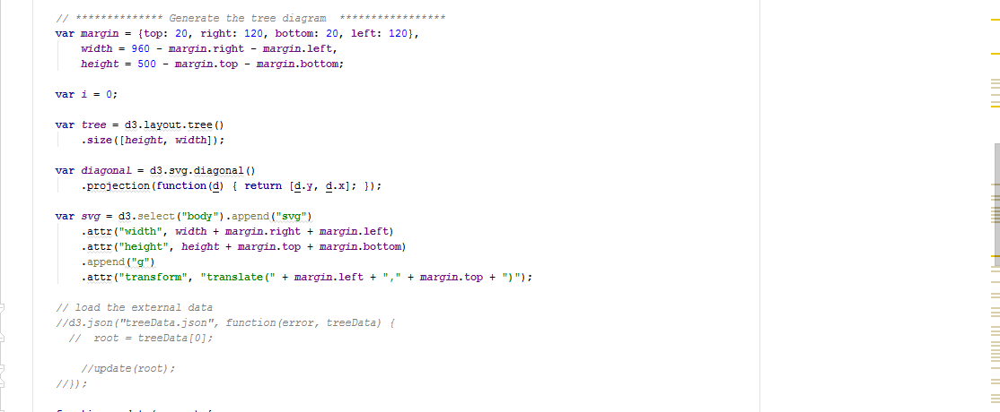 // ************** Generate the tree diagram  *****************
var margin = {top: 20, right: 120, bottom: 20, left: 120},
    width = 960 - margin.right - margin.left,
    height = 500 - margin.top - margin.bottom;
var i = 0;
var tree = d3.layout.tree()
    .size([height, width]);
var diagonal = d3.svg.diagonal()
    .projection(function(d) { return [d.y, d.x]; });
var svg = d3.select("body").append("svg")
    .attr("width", width + margin.right + margin.left)
    .attr("height", height + margin.top + margin.bottom)
    .append("g")
    .attr("transform", "translate(" + margin.left + "," + margin.top + ")");
// load the external data
//d3.json("treeData.json", function(error, treeData) {
  //  root = treeData[0];
    //update(root);
//});